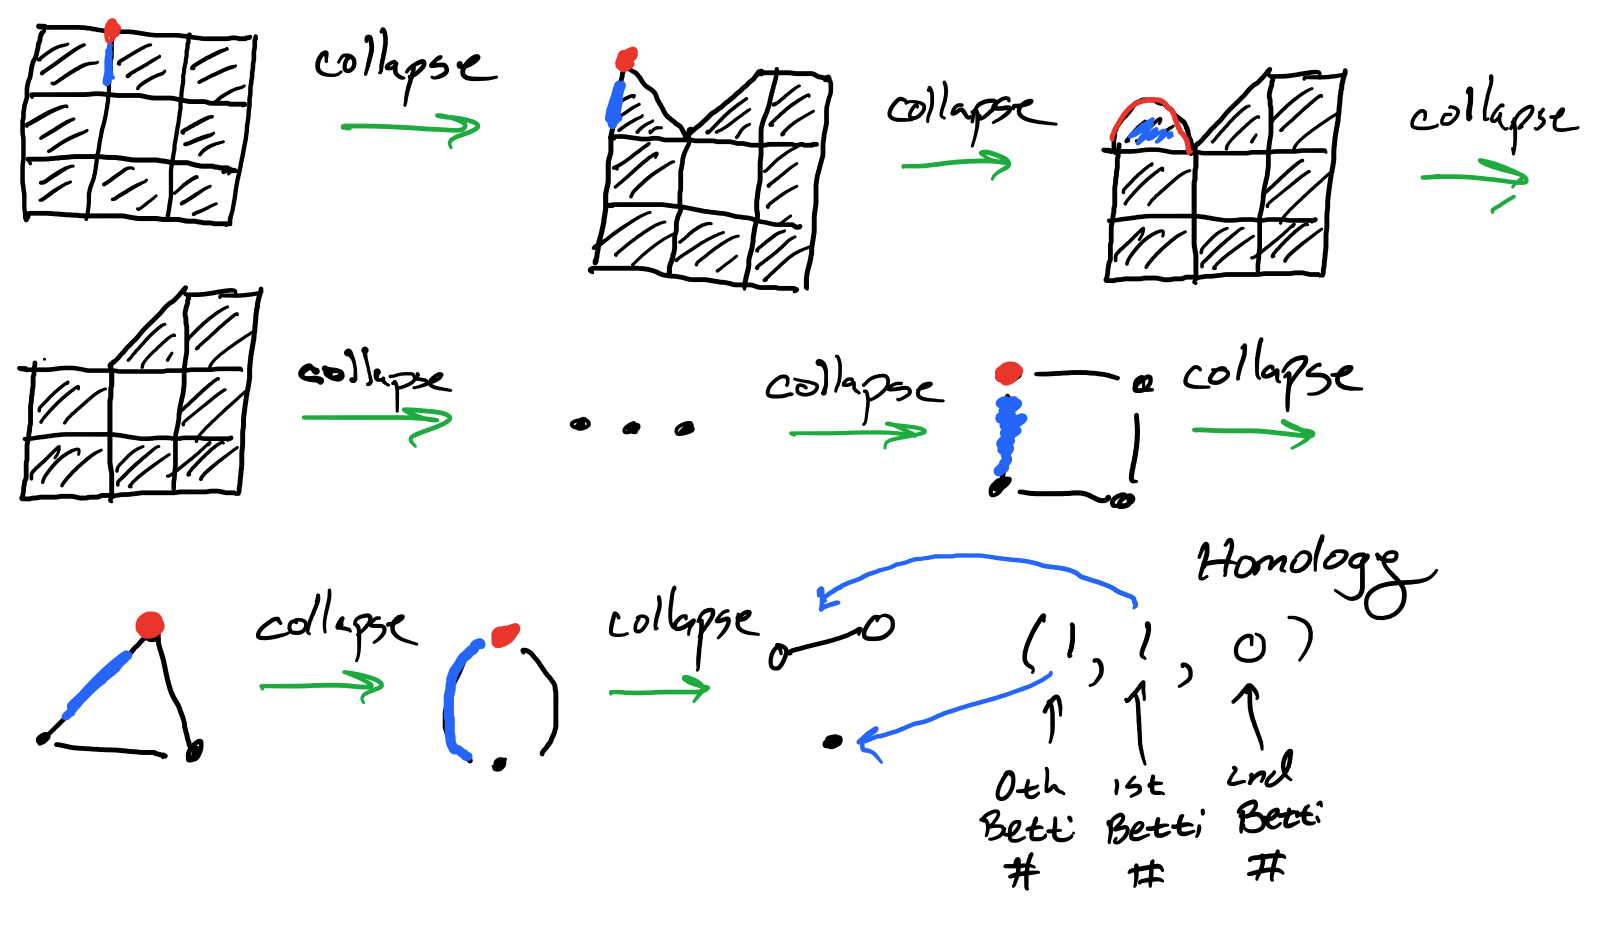 collapse
collapse
collapse
collapse
collapse
collapse
Homology
collapse
collapse
(1, 1, 0)
0th Betti #
1st Betti #
2nd Betti #